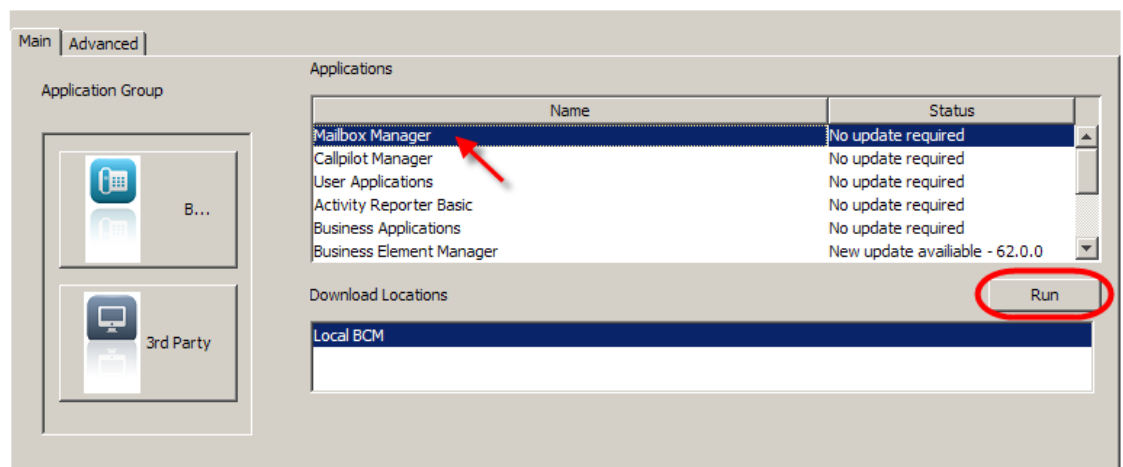 Main Advanced
Application Group
Applications
Name Status
Mailbox Manager No update required
Callpilot Manager No update required
User Applications No update required
Activity Reporter Basic No update required
Business Applications No update required
Business Element Manager New update availiable - 62.0.0
B...
3rd Party
Download Locations Run
Local BCM